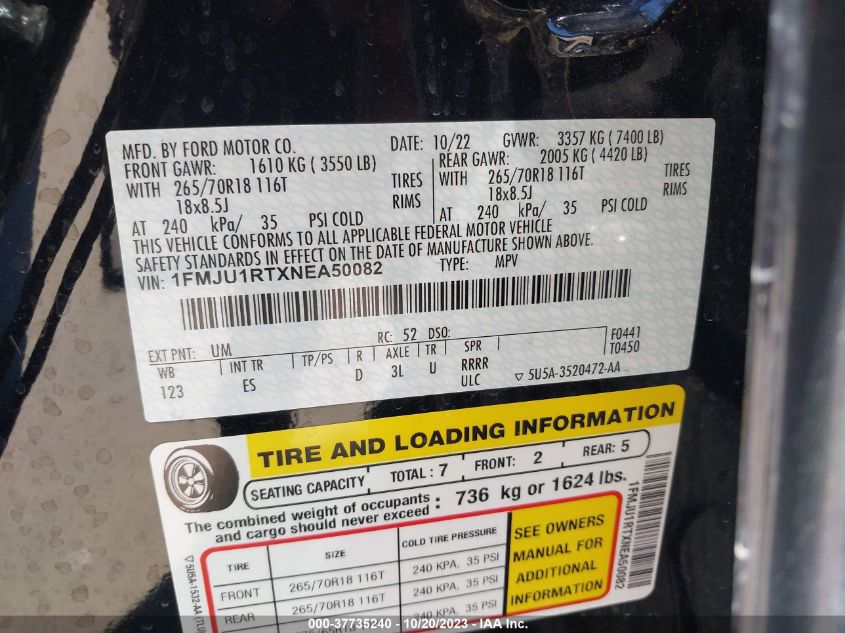 MFD. BY FORD MOTOR CO. DATE: 10/22 GVWR: 3357 KG ( 7400 LB)
FRONT GAWR: 1610 KG ( 3550 LB) REAR GAWR: 2005 KG ( 4420 LB)
WITH 265/70R18 116T TIRES WITH 265/70R18 116T TIRES
18x8.5J RIMS 18x8.5J RIMS
AT 240 kPa/ 35 PSI COLD AT 240 kPa/ 35 PSI COLD
THIS VEHICLE CONFORMS TO ALL APPLICABLE FEDERAL MOTOR VEHICLE
SAFETY STANDARDS IN EFFECT ON THE DATE OF MANUFACTURE SHOWN ABOVE.
VIN: 1FMJU1RTXNEA50082 TYPE: MPV
EXT PNT: UM RC: 52 DSO: F0441
WB INT TR TP/PS R AXLE TR SPR T0450
123 ES D 3L U RRRR
ULC ▽ 5U5A-3520472-AA
TIRE AND LOADING INFORMATION
SEATING CAPACITY TOTAL : 7 FRONT: 2 REAR: 5
The combined weight of occupants and cargo should never exceed : 736 kg or 1624 lbs.
TIRE SIZE COLD TIRE PRESSURE
FRONT 265/70R18 116T 240 KPA, 35 PSI
REAR 265/70R18 116T 240 KPA, 35 PSI
SEE OWNERS
MANUAL FOR
ADDITIONAL
INFORMATION
1FMJU1RTXNEA50082
▽ 5U5A-1532-AA (TLU)
000-37735240 - 10/20/2023 - IAAI.com